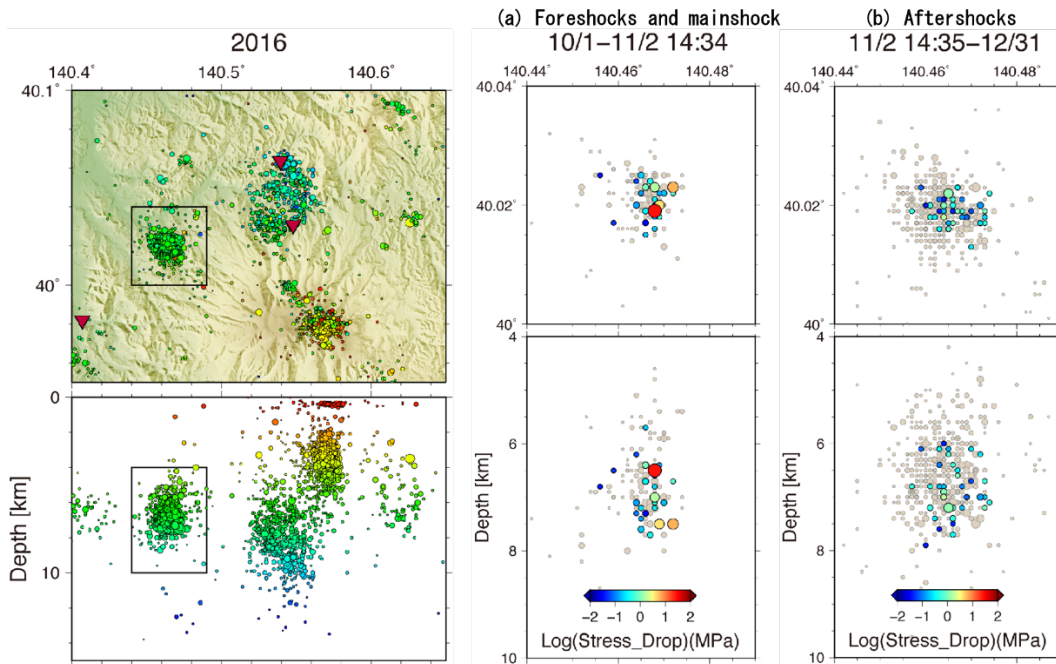 2016
140.4° 140.5° 140.6°
40.1°
40°
0
10
Depth [km]
(a) Foreshocks and mainshock
10/1−11/2 14:34
140.44 140.46 140.48
40.04
40.02
40°
4
6
8
10
Depth [km]
−2 −1 0 1 2
Log(Stress_Drop)(MPa)
(b) Aftershocks
11/2 14:35−12/31
140.44 140.46 140.48
40.04
40.02
40°
4
6
8
10
Depth [km]
−2 −1 0 1 2
Log(Stress_Drop)(MPa)